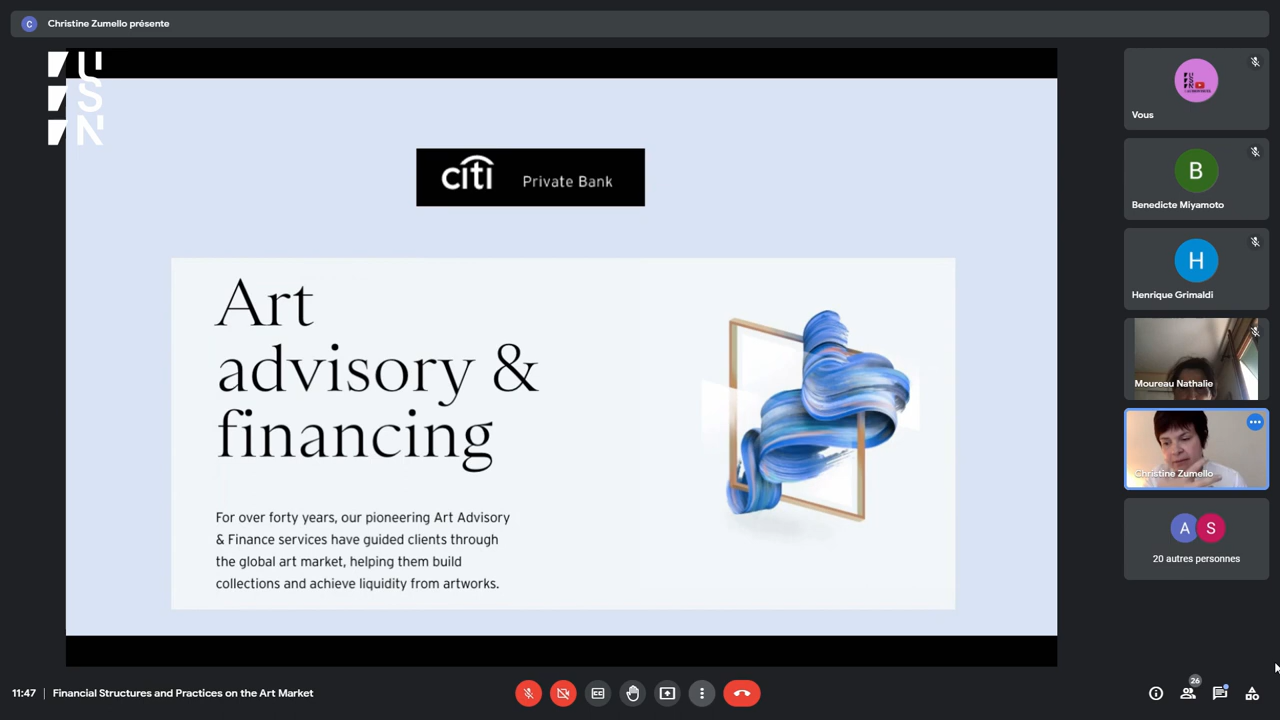 C
Christine Zumello présente
USN
citi
Private Bank
Art
advisory &
financing
For over forty years, our pioneering Art Advisory
& Finance services have guided clients through
the global art market, helping them build
collections and achieve liquidity from artworks.
Vous
B
Benedicte Miyamoto
H
Henrique Grimaldi
Moureau Nathalie
Christine Zumello
A
S
20 autres personnes
11:47 | Financial Structures and Practices on the Art Market
CC
26